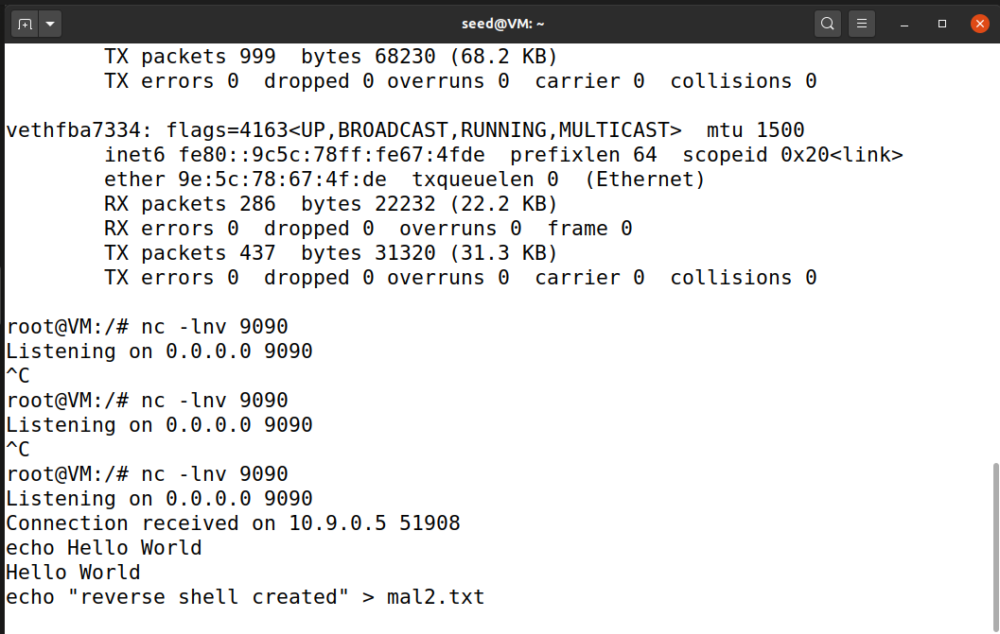 seed@VM: ~
TX packets 999  bytes 68230 (68.2 KB)
TX errors 0  dropped 0 overruns 0  carrier 0  collisions 0
vethfba7334: flags=4163<UP,BROADCAST,RUNNING,MULTICAST>  mtu 1500
inet6 fe80::9c5c:78ff:fe67:4fde  prefixlen 64  scopeid 0x20<link>
ether 9e:5c:78:67:4f:de  txqueuelen 0  (Ethernet)
RX packets 286  bytes 22232 (22.2 KB)
RX errors 0  dropped 0  overruns 0  frame 0
TX packets 437  bytes 31320 (31.3 KB)
TX errors 0  dropped 0 overruns 0  carrier 0  collisions 0
root@VM:/# nc -lnv 9090
Listening on 0.0.0.0 9090
^C
root@VM:/# nc -lnv 9090
Listening on 0.0.0.0 9090
^C
root@VM:/# nc -lnv 9090
Listening on 0.0.0.0 9090
Connection received on 10.9.0.5 51908
echo Hello World
Hello World
echo "reverse shell created" > mal2.txt